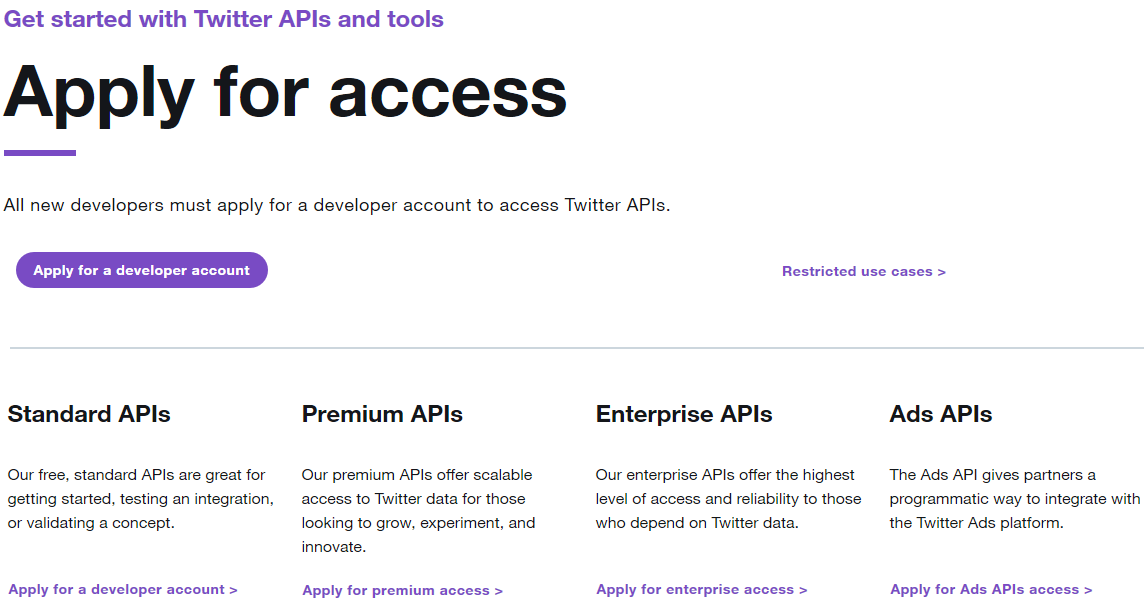 Get started with Twitter APIs and tools
Apply for access
All new developers must apply for a developer account to access Twitter APIs.
Apply for a developer account
Restricted use cases >
Standard APIs
Our free, standard APIs are great for
getting started, testing an integration,
or validating a concept.
Apply for a developer account >
Premium APIs
Our premium APIs offer scalable
access to Twitter data for those
looking to grow, experiment, and
innovate.
Apply for premium access >
Enterprise APIs
Our enterprise APIs offer the highest
level of access and reliability to those
who depend on Twitter data.
Apply for enterprise access >
Ads APIs
The Ads API gives partners a
programmatic way to integrate with
the Twitter Ads platform.
Apply for Ads APIs access >